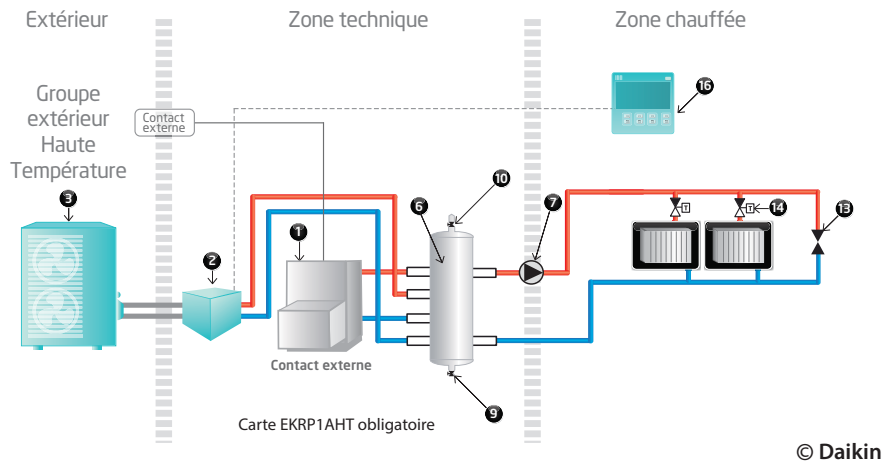 Extérieur
Zone technique
Zone chauffée
Groupe
extérieur
Haute
Température
Contact
externe
16
3
10
6
7
14
13
1
2
T
T
Contact externe
9
Carte EKRP1AHT obligatoire
© Daikin